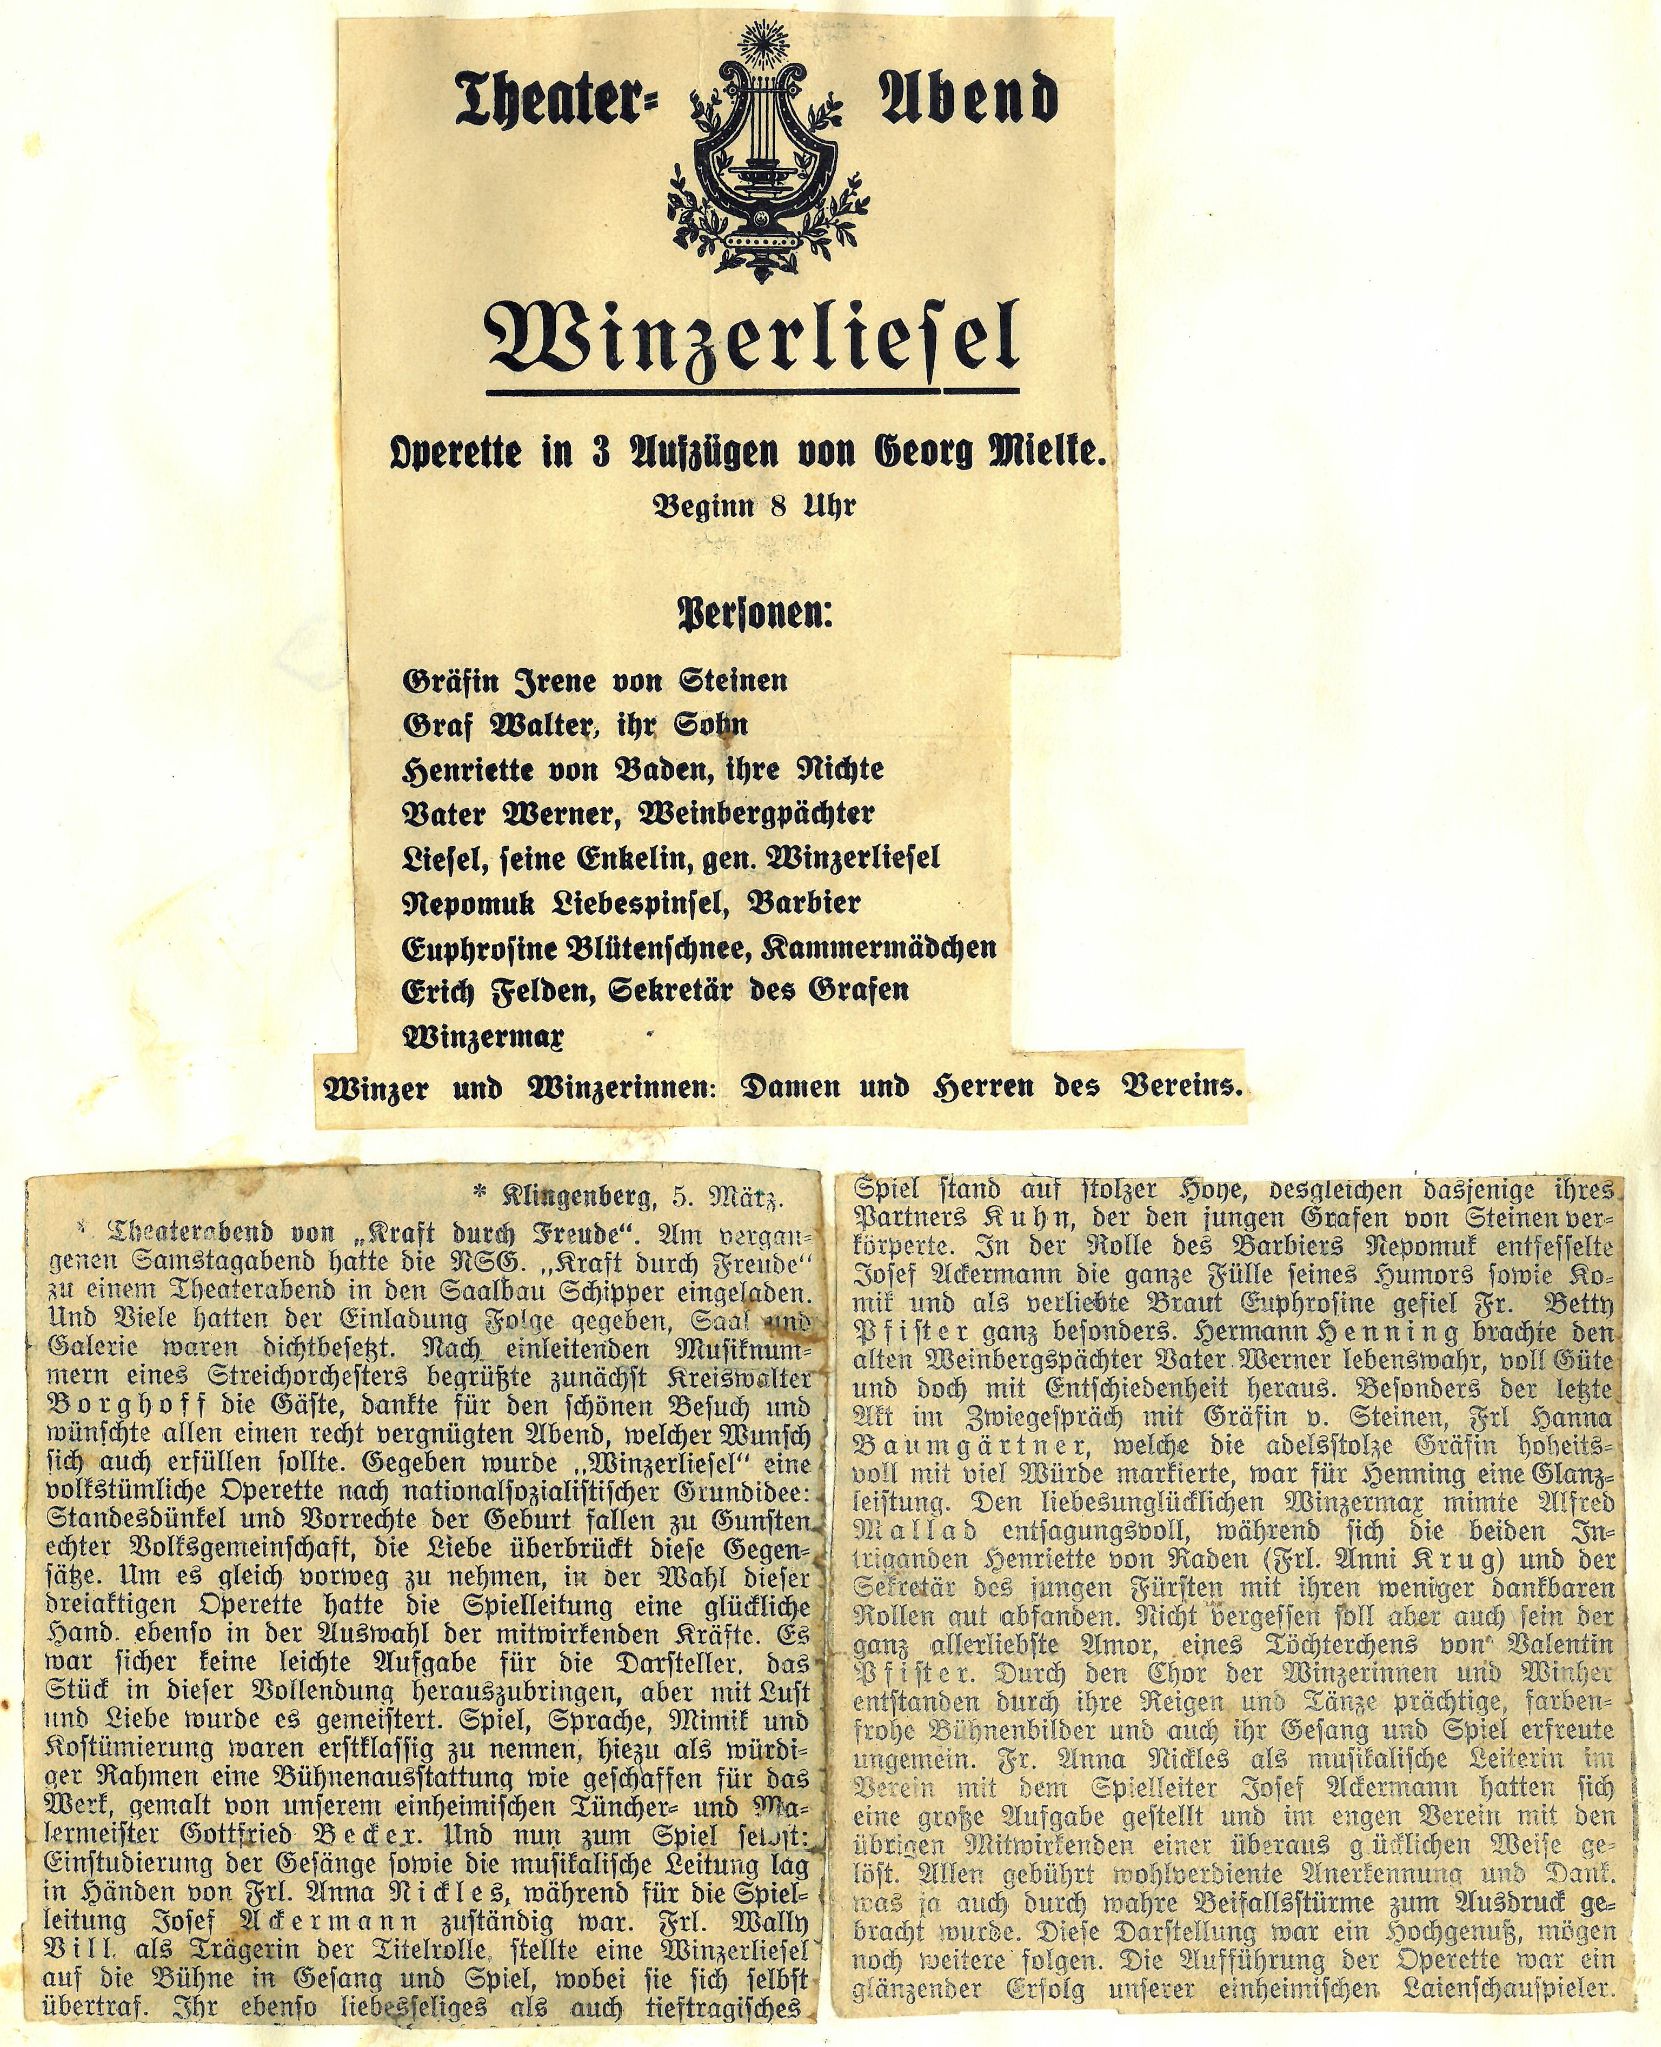 Theater- Abend
Winzerliesel
Operette in 3 Aufzügen von Georg Mielke.
Beginn 8 Uhr
Personen:
Gräfin Irene von Steinen
Graf Walter, ihr Sohn
Henriette von Baden, ihre Nichte
Vater Werner, Weinbergpächter
Liesel, seine Enkelin, gen. Winzerliesel
Nepomuk Liebespinsel, Barbier
Euphrosine Blütenschnee, Kammermädchen
Erich Felden, Sekretär des Grafen
Winzermax
Winzer und Winzerinnen: Damen und Herren des Vereins.
* Klingenberg, 5. März.
* Theaterabend von „Kraft durch Freude“. Am vergan-
genen Samstagabend hatte die NSG. „Kraft durch Freude“
zu einem Theaterabend in den Saalbau Schipper eingeladen.
Und Viele hatten der Einladung Folge gegeben, Saal und
Galerie waren dichtbesetzt. Nach einleitenden Musiknum-
mern eines Streichorchesters begrüßte zunächst Kreiswalter
Borghoff die Gäste, dankte für den schönen Besuch und
wünschte allen einen recht vergnügten Abend, welcher Wunsch
sich auch erfüllen sollte. Gegeben wurde „Winzerliesel“ eine
volkstümliche Operette nach nationalsozialistischer Grundidee:
Standesdünkel und Vorrechte der Geburt fallen zu Gunsten
echter Volksgemeinschaft, die Liebe überbrückt diese Gegen-
sätze. Um es gleich vorweg zu nehmen, in der Wahl dieser
dreiaktigen Operette hatte die Spielleitung eine glückliche
Hand, ebenso in der Auswahl der mitwirkenden Kräfte. Es
war sicher keine leichte Aufgabe für die Darsteller, das
Stück in dieser Vollendung herauszubringen, aber mit Lust
und Liebe wurde es gemeistert. Spiel, Sprache, Mimik und
Kostümierung waren erstklassig zu nennen, hiezu als würdi-
ger Rahmen eine Bühnenausstattung wie geschaffen für das
Werk, gemalt von unserem einheimischen Tüncher- und Ma-
lermeister Gottfried Becker. Und nun zum Spiel selbst:
Einstudierung der Gesänge sowie die musikalische Leitung lag
in Händen von Frl. Anna Nickles, während für die Spiel-
leitung Josef Ackermann zuständig war. Frl. Wally
Vill, als Trägerin der Titelrolle, stellte eine Winzerliesel
auf die Bühne in Gesang und Spiel, wobei sie sich selbst
übertraf. Ihr ebenso liebesseliges als auch tieftragisches
Spiel stand auf stolzer Höhe, desgleichen dasjenige ihres
Partners Kuhn, der den jungen Grafen von Steinen ver-
körperte. In der Rolle des Barbiers Nepomuk entfesselte
Josef Ackermann die ganze Fülle seines Humors sowie Ko-
mik und als verliebte Braut Euphrosine gefiel Fr. Betty
Pfister ganz besonders. Hermann Henning brachte den
alten Weinbergspächter Vater Werner lebenswahr, voll Güte
und doch mit Entschiedenheit heraus. Besonders der letzte
Akt im Zwiegespräch mit Gräfin v. Steinen, Frl Hanna
Baumgärtner, welche die adelsstolze Gräfin hoheits-
voll mit viel Würde markierte, war für Henning eine Glanz-
leistung. Den liebesunglücklichen Winzermax mimte Alfred
Mallad entsagungsvoll, während sich die beiden In-
triganden Henriette von Raden (Frl. Anni Krug) und der
Sekretär des jungen Fürsten mit ihren weniger dankbaren
Rollen gut abfanden. Nicht vergessen soll aber auch sein der
ganz allerliebste Amor, eines Töchterchens von Valentin
Pfister. Durch den Chor der Winzerinnen und Winher
entstanden durch ihre Reigen und Tänze prächtige, farben-
frohe Bühnenbilder und auch ihr Gesang und Spiel erfreute
ungemein. Fr. Anna Nickles als musikalische Leiterin im
Verein mit dem Spielleiter Josef Ackermann hatten sich
eine große Aufgabe gestellt und im engen Verein mit den
übrigen Mitwirkenden einer überaus g ücklichen Weise ge-
löst. Allen gebührt wohlverdiente Anerkennung und Dank,
was ja auch durch wahre Beifallsstürme zum Ausdruck ge-
bracht wurde. Diese Darstellung war ein Hochgenuß, mögen
noch weitere folgen. Die Aufführung der Operette war ein
glänzender Erfolg unserer einheimischen Laienschauspieler.